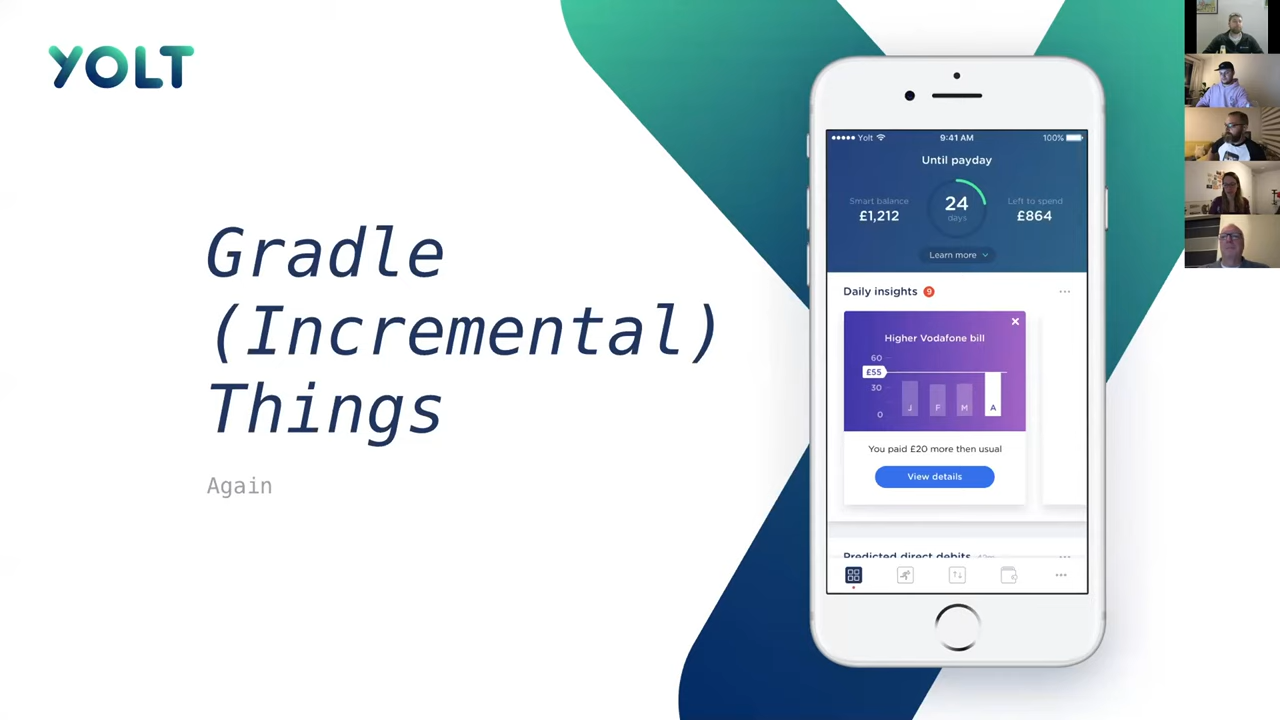 YOLT
Gradle
(Incremental)
Things
Again
Yolt
9:41 AM
100%
Until payday
Smart balance
£1,212
24
days
Left to spend
£864
Learn more
Daily insights 9
Higher Vodafone bill
60
£55
30
0
J F M A
You paid £20 more then usual
View details
Predicted direct debits